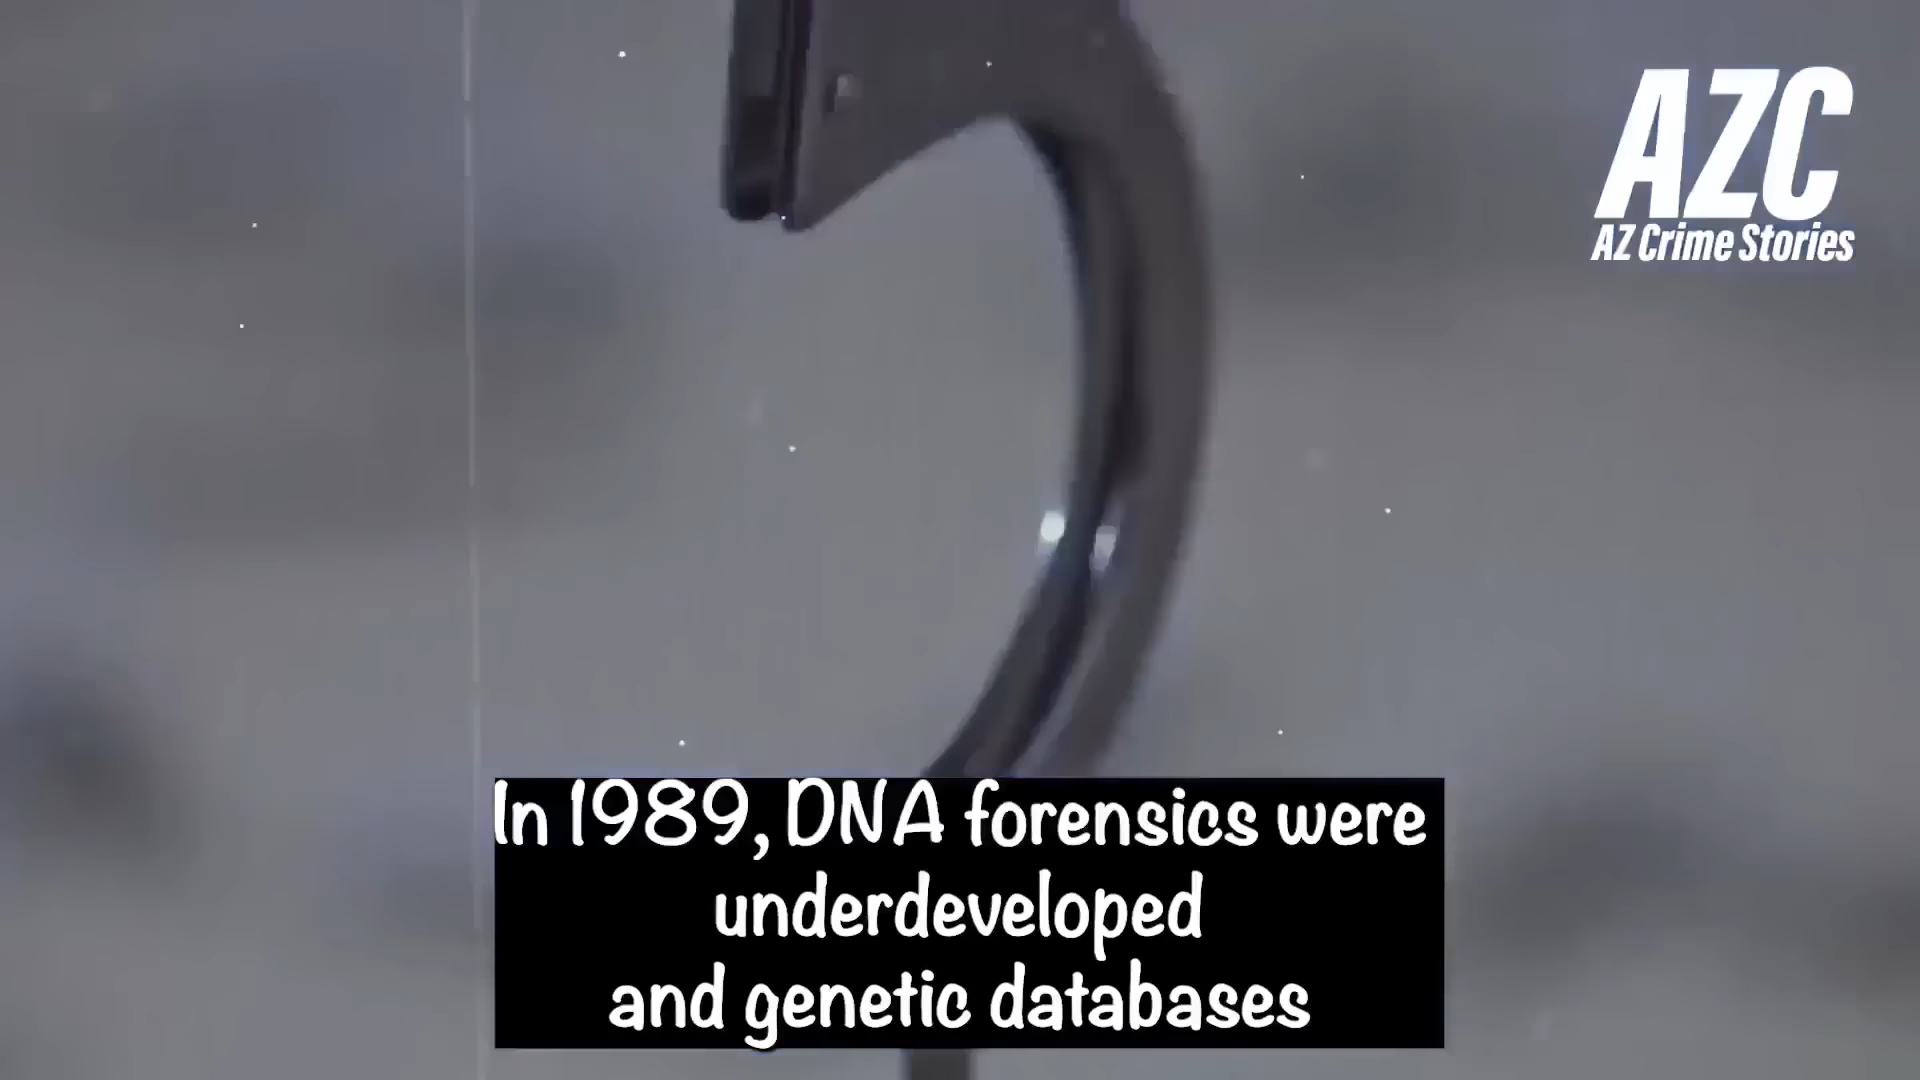 AZC
AZ Crime Stories
In 1989, DNA forensics were
underdeveloped
and genetic databases